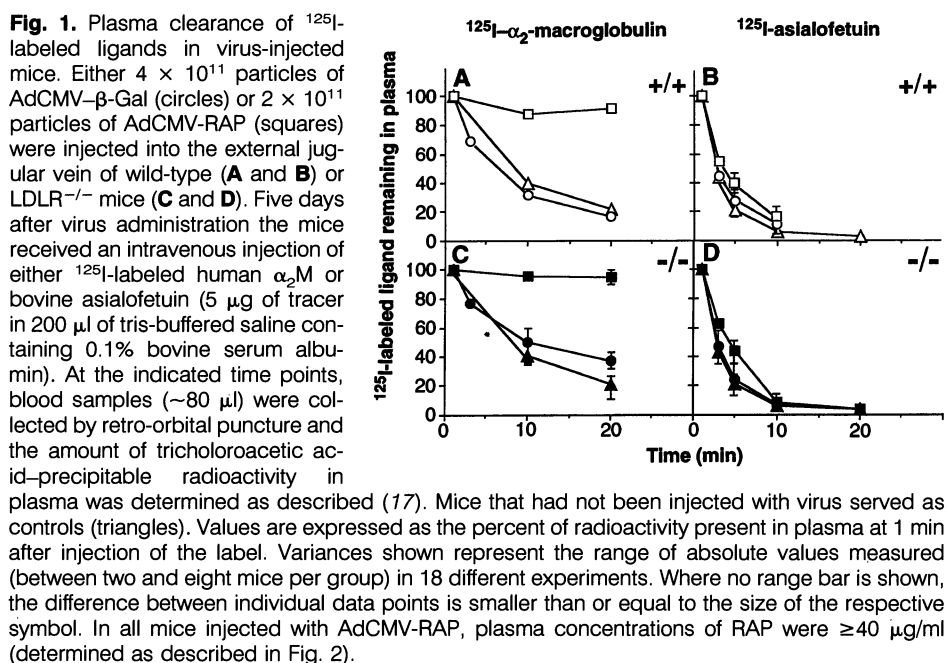 Fig. 1. Plasma clearance of ¹²⁵I-
labeled ligands in virus-injected
mice. Either 4 × 10¹¹ particles of
AdCMV–β-Gal (circles) or 2 × 10¹¹
particles of AdCMV-RAP (squares)
were injected into the external jug-
ular vein of wild-type (A and B) or
LDLR⁻/⁻ mice (C and D). Five days
after virus administration the mice
received an intravenous injection of
either ¹²⁵I-labeled human α₂M or
bovine asialofetuin (5 μg of tracer
in 200 μl of tris-buffered saline con-
taining 0.1% bovine serum albu-
min). At the indicated time points,
blood samples (~80 μl) were col-
lected by retro-orbital puncture and
the amount of tricholoroacetic ac-
id–precipitable radioactivity in
plasma was determined as described (17). Mice that had not been injected with virus served as
controls (triangles). Values are expressed as the percent of radioactivity present in plasma at 1 min
after injection of the label. Variances shown represent the range of absolute values measured
(between two and eight mice per group) in 18 different experiments. Where no range bar is shown,
the difference between individual data points is smaller than or equal to the size of the respective
symbol. In all mice injected with AdCMV-RAP, plasma concentrations of RAP were ≥40 μg/ml
(determined as described in Fig. 2).
¹²⁵I–α₂-macroglobulin
¹²⁵I-asialofetuin
¹²⁵I-labeled ligand remaining in plasma
A
+/+
B
+/+
100
80
60
40
20
0
C
-/-
D
-/-
100
80
60
40
20
0
0
10
20
0
10
20
Time (min)